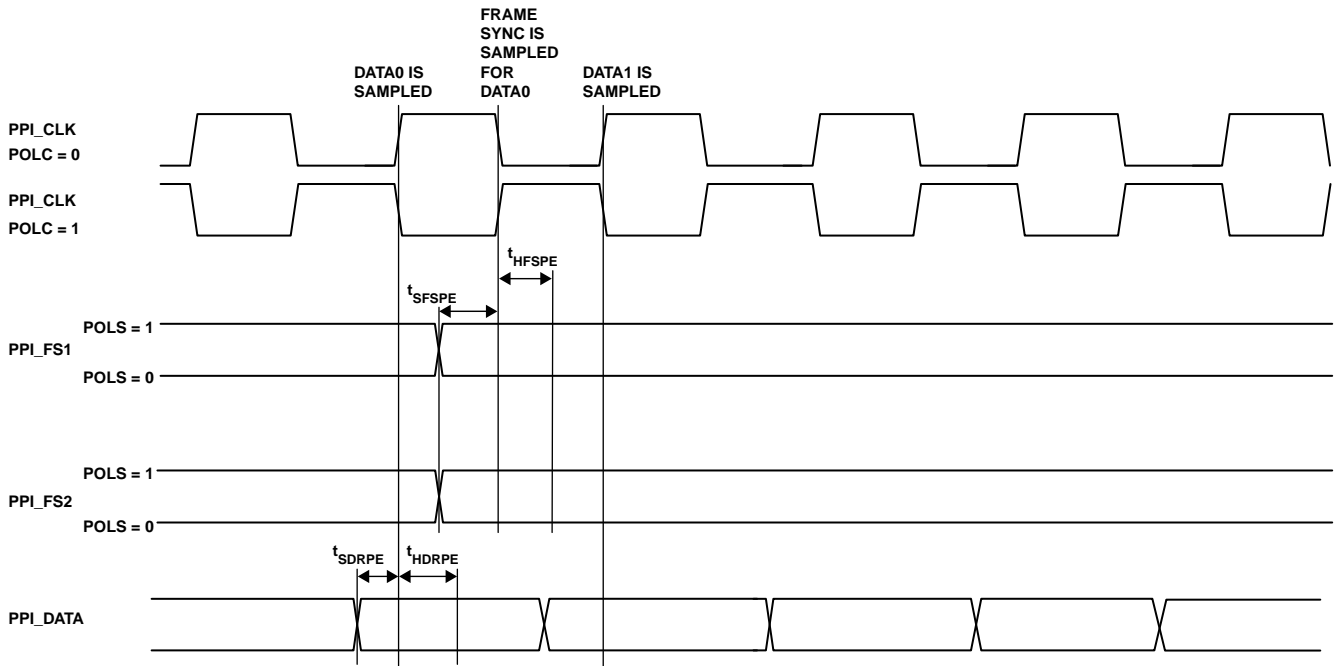 FRAME
SYNC IS
SAMPLED
FOR
DATA0
DATA0 IS
SAMPLED
DATA1 IS
SAMPLED
PPI_CLK
POLC = 0
PPI_CLK
POLC = 1
tHFSPE
tSFSPE
POLS = 1
PPI_FS1
POLS = 0
POLS = 1
PPI_FS2
POLS = 0
tSDRPE
tHDRPE
PPI_DATA